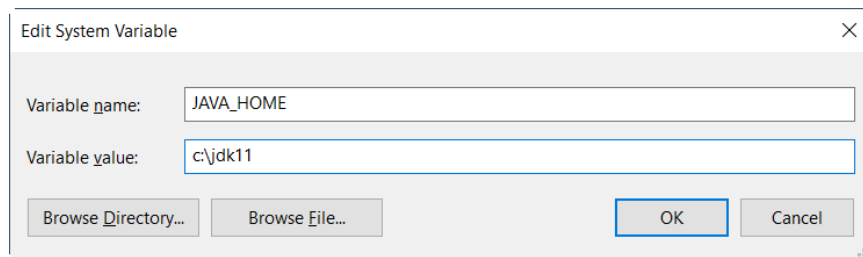 Edit System Variable
Variable name: JAVA_HOME
Variable value: c:\jdk11
Browse Directory... Browse File... OK Cancel